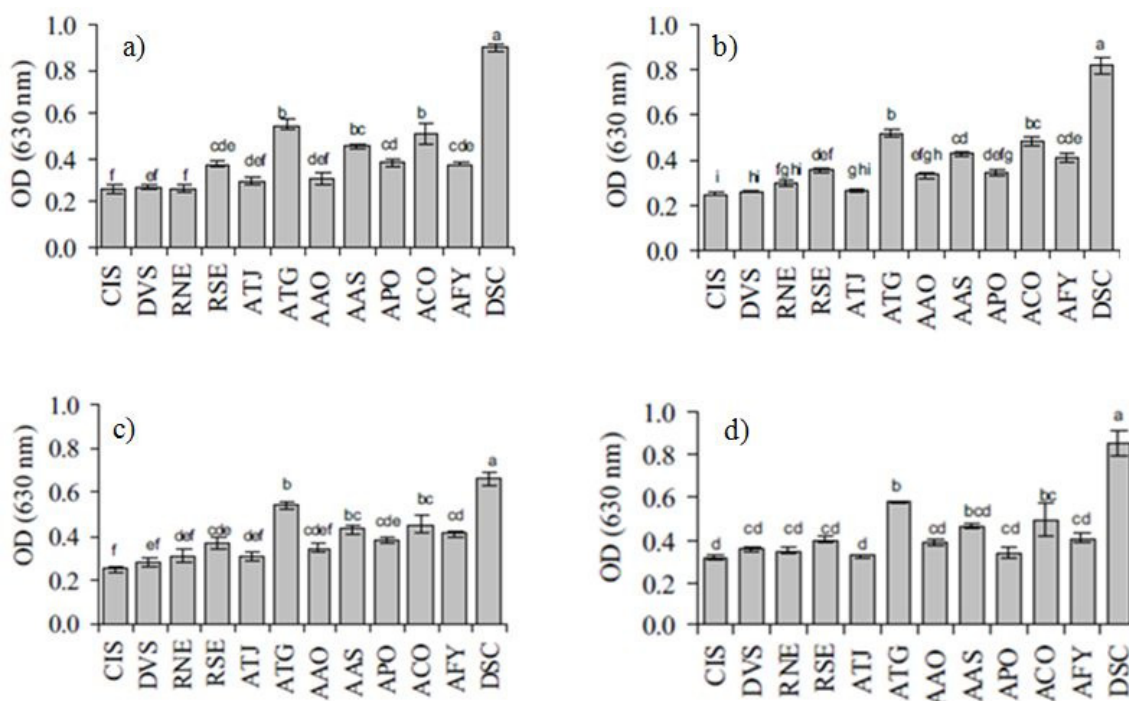 a)
OD (630 nm)
1.0
0.8
0.6
0.4
0.2
0.0
f ef f cde def b def bc cd b cde a
CIS DVS RNE RSE ATJ ATG AAO AAS APO ACO AFY DSC
b)
OD (630 nm)
1.0
0.8
0.6
0.4
0.2
0.0
i hi fghi def ghi b efgh cd defg bc cde a
CIS DVS RNE RSE ATJ ATG AAO AAS APO ACO AFY DSC
c)
OD (630 nm)
1.0
0.8
0.6
0.4
0.2
0.0
f ef def cde def b cdef bc cde bc cd a
CIS DVS RNE RSE ATJ ATG AAO AAS APO ACO AFY DSC
d)
OD (630 nm)
1.0
0.8
0.6
0.4
0.2
0.0
d cd cd cd d b cd bcd cd bc cd a
CIS DVS RNE RSE ATJ ATG AAO AAS APO ACO AFY DSC